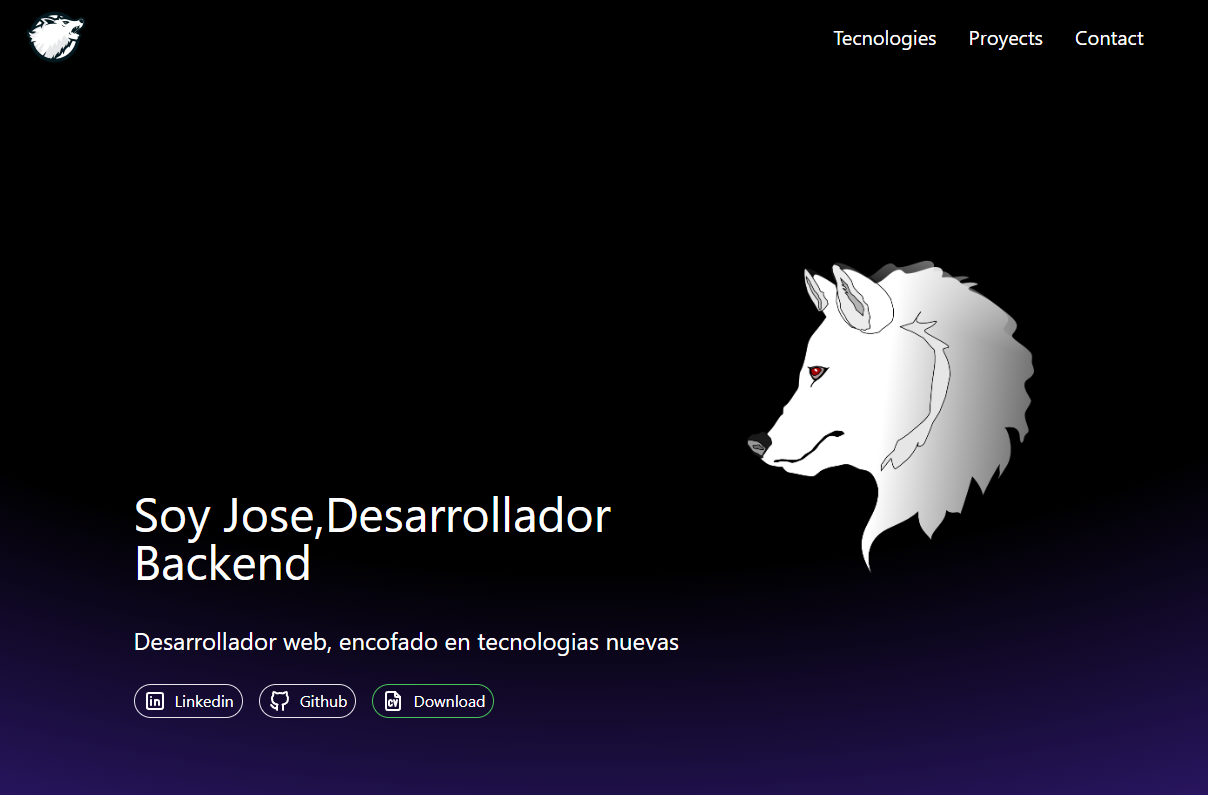 Tecnologies Proyects Contact
Soy Jose,Desarrollador
Backend
Desarrollador web, encofado en tecnologias nuevas
Linkedin Github CV Download